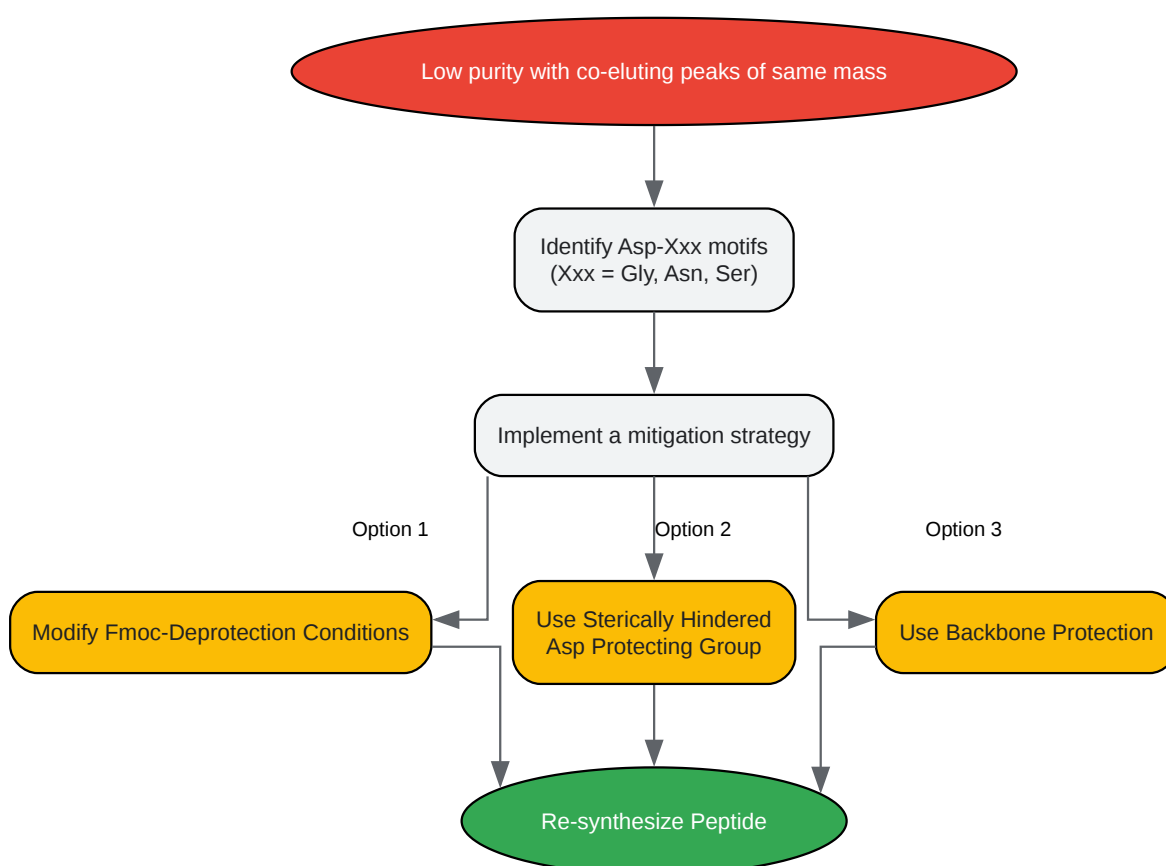 Low purity with co-eluting peaks of same mass
Identify Asp-Xxx motifs
(Xxx = Gly, Asn, Ser)
Implement a mitigation strategy
Option 1
Option 2
Option 3
Modify Fmoc-Deprotection Conditions
Use Sterically Hindered
Asp Protecting Group
Use Backbone Protection
Re-synthesize Peptide